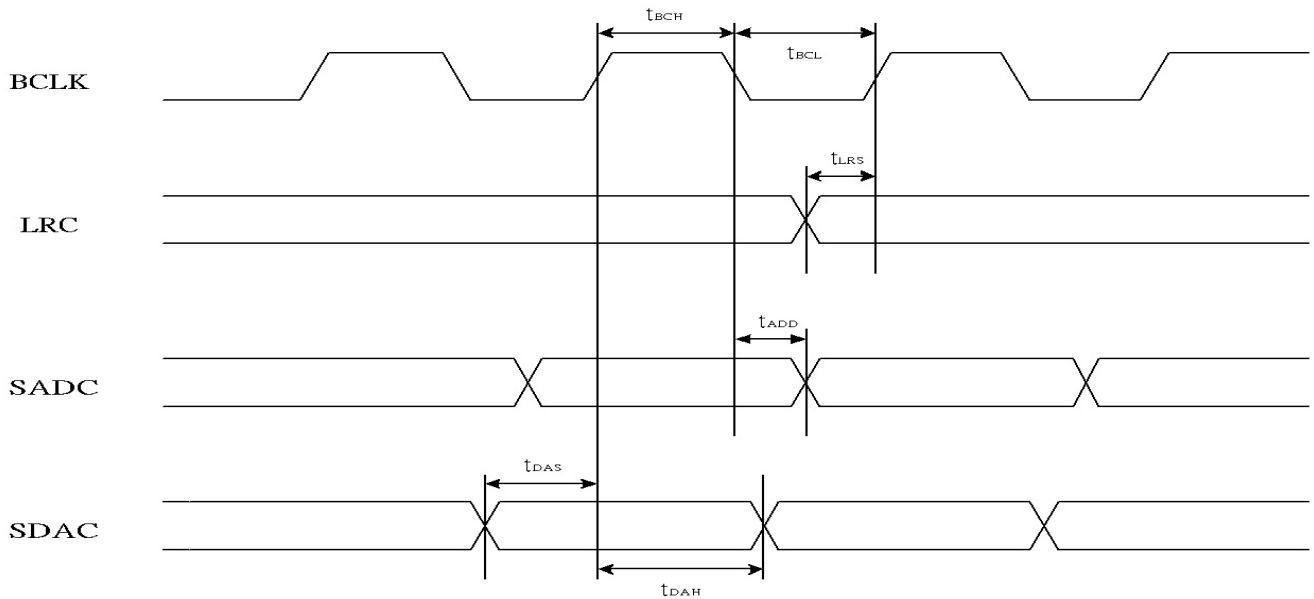 tBCH
tBCL
BCLK
tLRS
LRC
tADD
SADC
tDAS
SDAC
tDAH